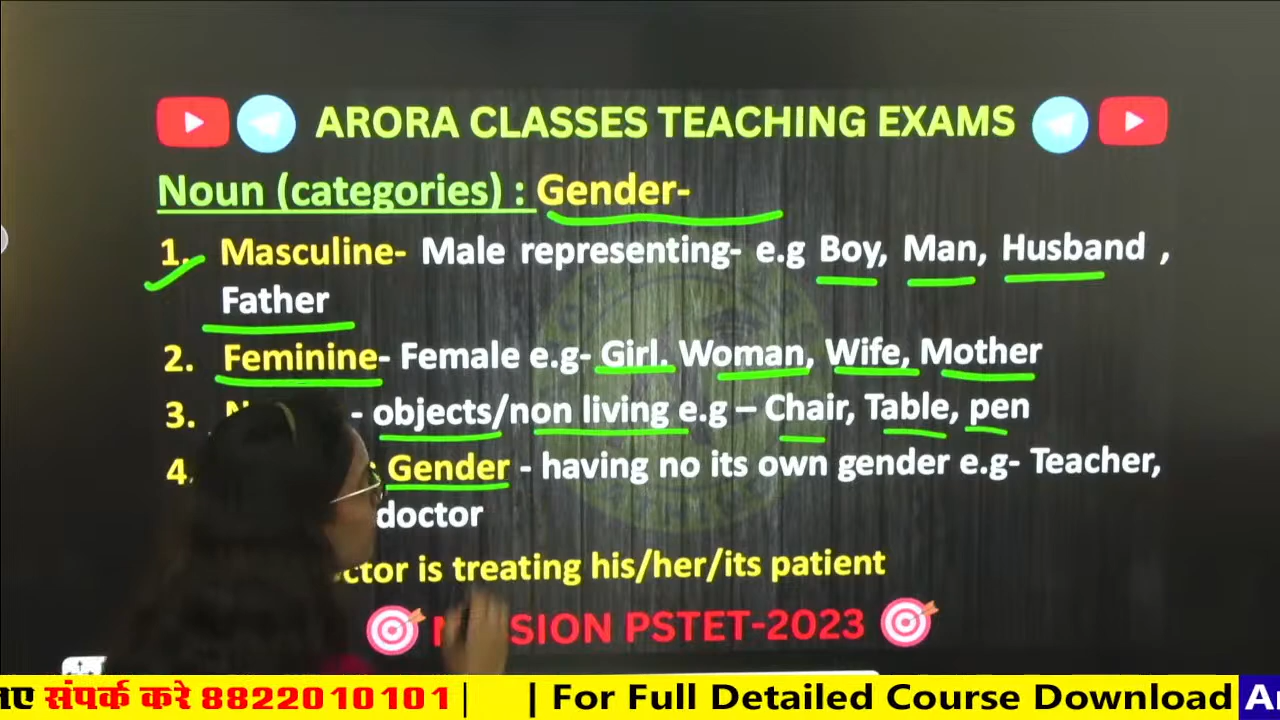 ARORA CLASSES TEACHING EXAMS
Noun (categories) : Gender-
1. Masculine- Male representing- e.g Boy, Man, Husband ,
Father
2. Feminine- Female e.g- Girl. Woman, Wife, Mother
3. - objects/non living e.g – Chair, Table, pen
4. Gender - having no its own gender e.g- Teacher,
doctor
is treating his/her/its patient
PSTET-2023
संपर्क करे 8822010101 | | For Full Detailed Course Download